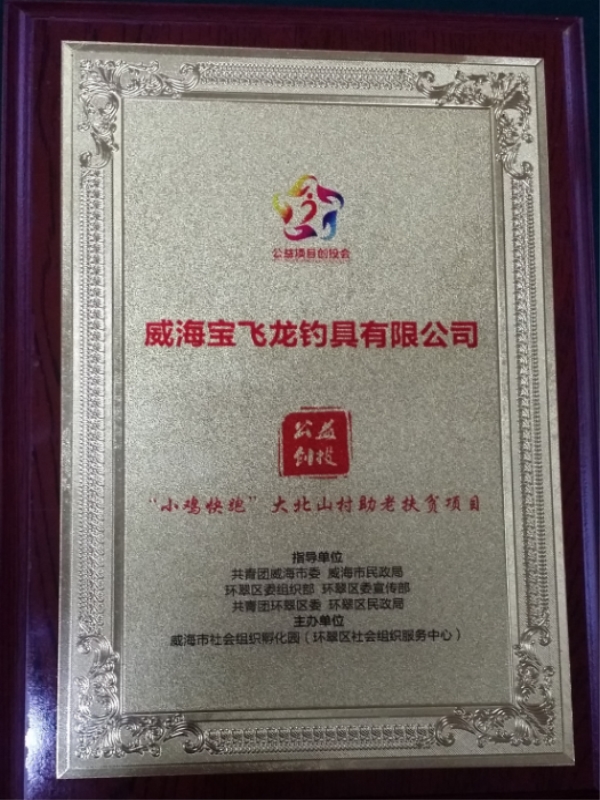 公益项目创投会
威海宝飞龙钓具有限公司
公益
创投
“小鸡快跑”大北山村助老扶贫项目
指导单位
共青团威海市委 威海市民政局
环翠区委组织部 环翠区委宣传部
共青团环翠区委 环翠区民政局
主办单位
威海市社会组织孵化园（环翠区社会组织服务中心）